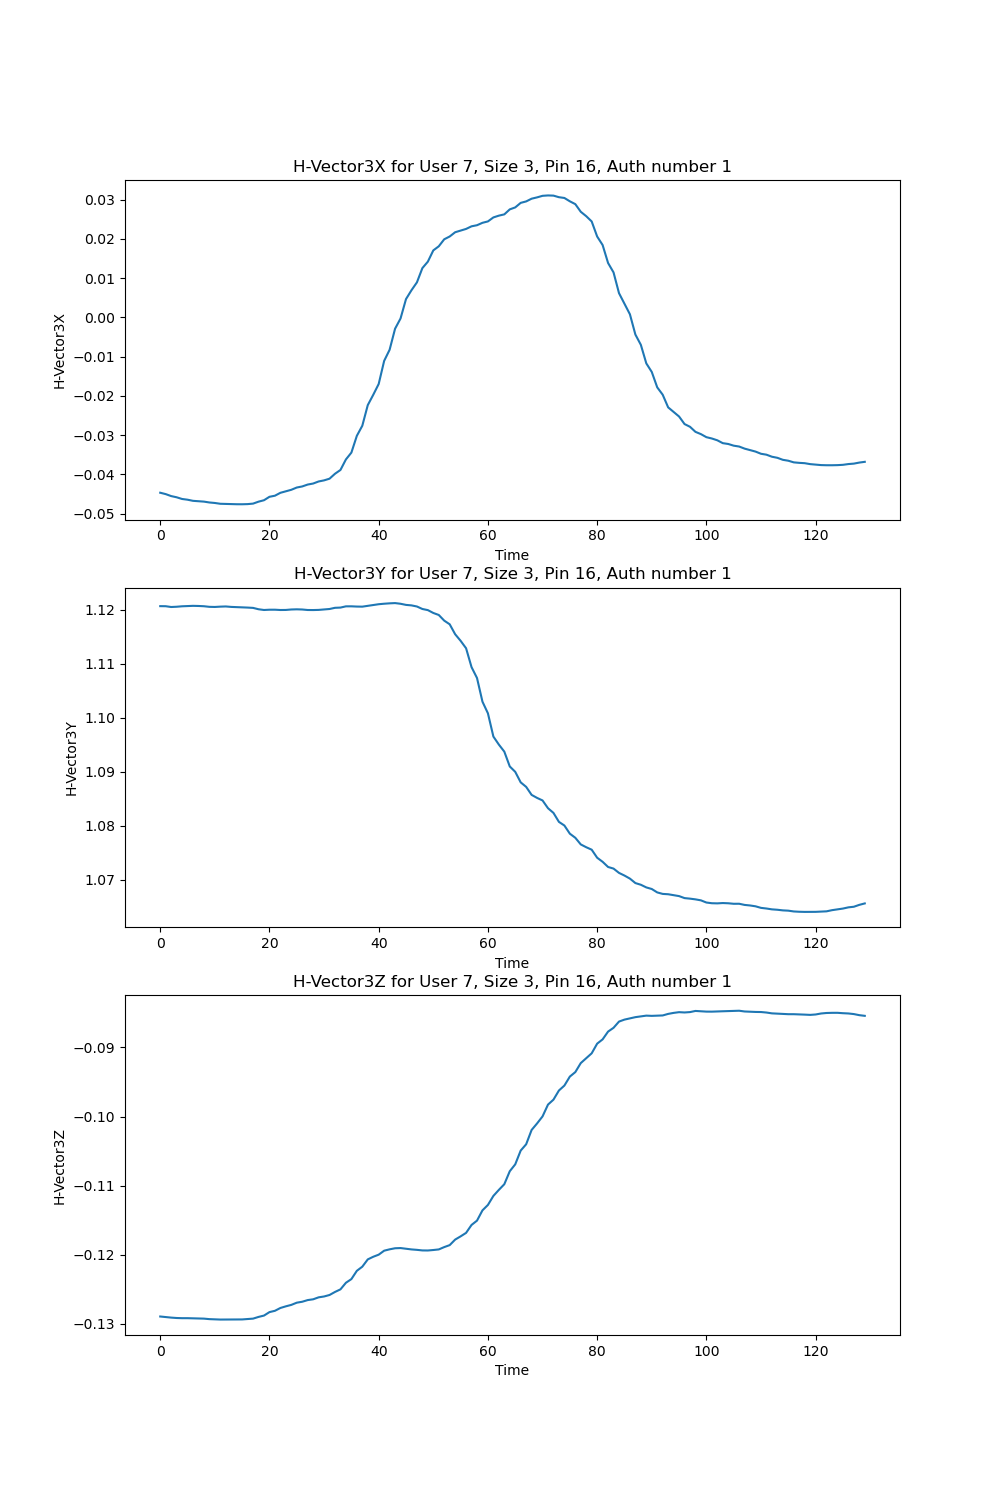 H-Vector3X for User 7, Size 3, Pin 16, Auth number 1
0.03
0.02
0.01
0.00
−0.01
−0.02
−0.03
−0.04
−0.05
H-Vector3X
0 20 40 60 80 100 120
Time
H-Vector3Y for User 7, Size 3, Pin 16, Auth number 1
1.12
1.11
1.10
1.09
1.08
1.07
H-Vector3Y
0 20 40 60 80 100 120
Time
H-Vector3Z for User 7, Size 3, Pin 16, Auth number 1
−0.09
−0.10
−0.11
−0.12
−0.13
H-Vector3Z
0 20 40 60 80 100 120
Time